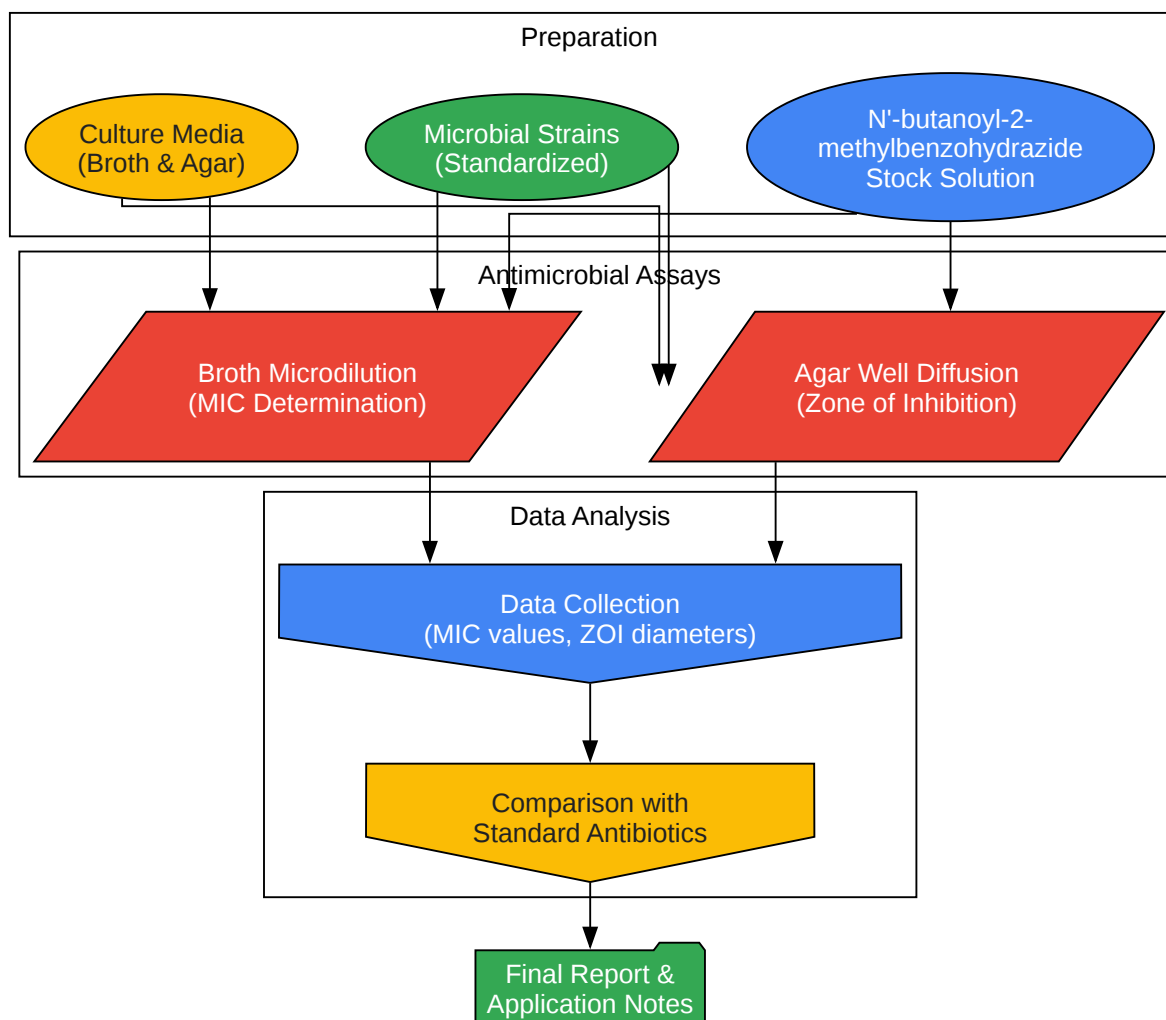 Preparation
Culture Media
(Broth & Agar)
Microbial Strains
(Standardized)
N'-butanoyl-2-
methylbenzohydrazide
Stock Solution
Antimicrobial Assays
Broth Microdilution
(MIC Determination)
Agar Well Diffusion
(Zone of Inhibition)
Data Analysis
Data Collection
(MIC values, ZOI diameters)
Comparison with
Standard Antibiotics
Final Report &
Application Notes